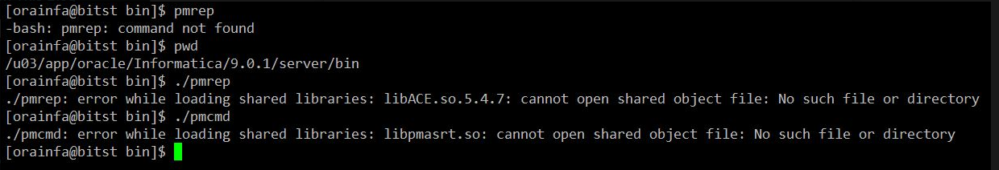 [orainfa@bitst bin]$ pmrep
-bash: pmrep: command not found
[orainfa@bitst bin]$ pwd
/u03/app/oracle/Informatica/9.0.1/server/bin
[orainfa@bitst bin]$ ./pmrep
./pmrep: error while loading shared libraries: libACE.so.5.4.7: cannot open shared object file: No such file or directory
[orainfa@bitst bin]$ ./pmcmd
./pmcmd: error while loading shared libraries: libpmasrt.so: cannot open shared object file: No such file or directory
[orainfa@bitst bin]$